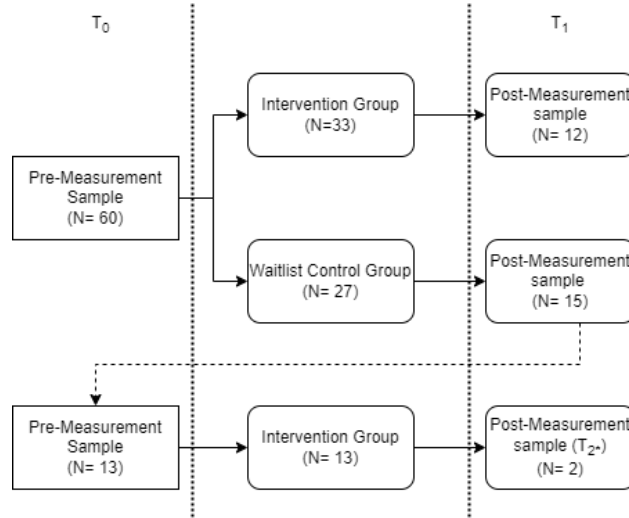 T0
T1
Intervention Group
(N=33)
Post-Measurement
sample
(N= 12)
Pre-Measurement
Sample
(N= 60)
Waitlist Control Group
(N= 27)
Post-Measurement
sample
(N= 15)
Pre-Measurement
Sample
(N= 13)
Intervention Group
(N= 13)
Post-Measurement
sample (T2*)
(N= 2)